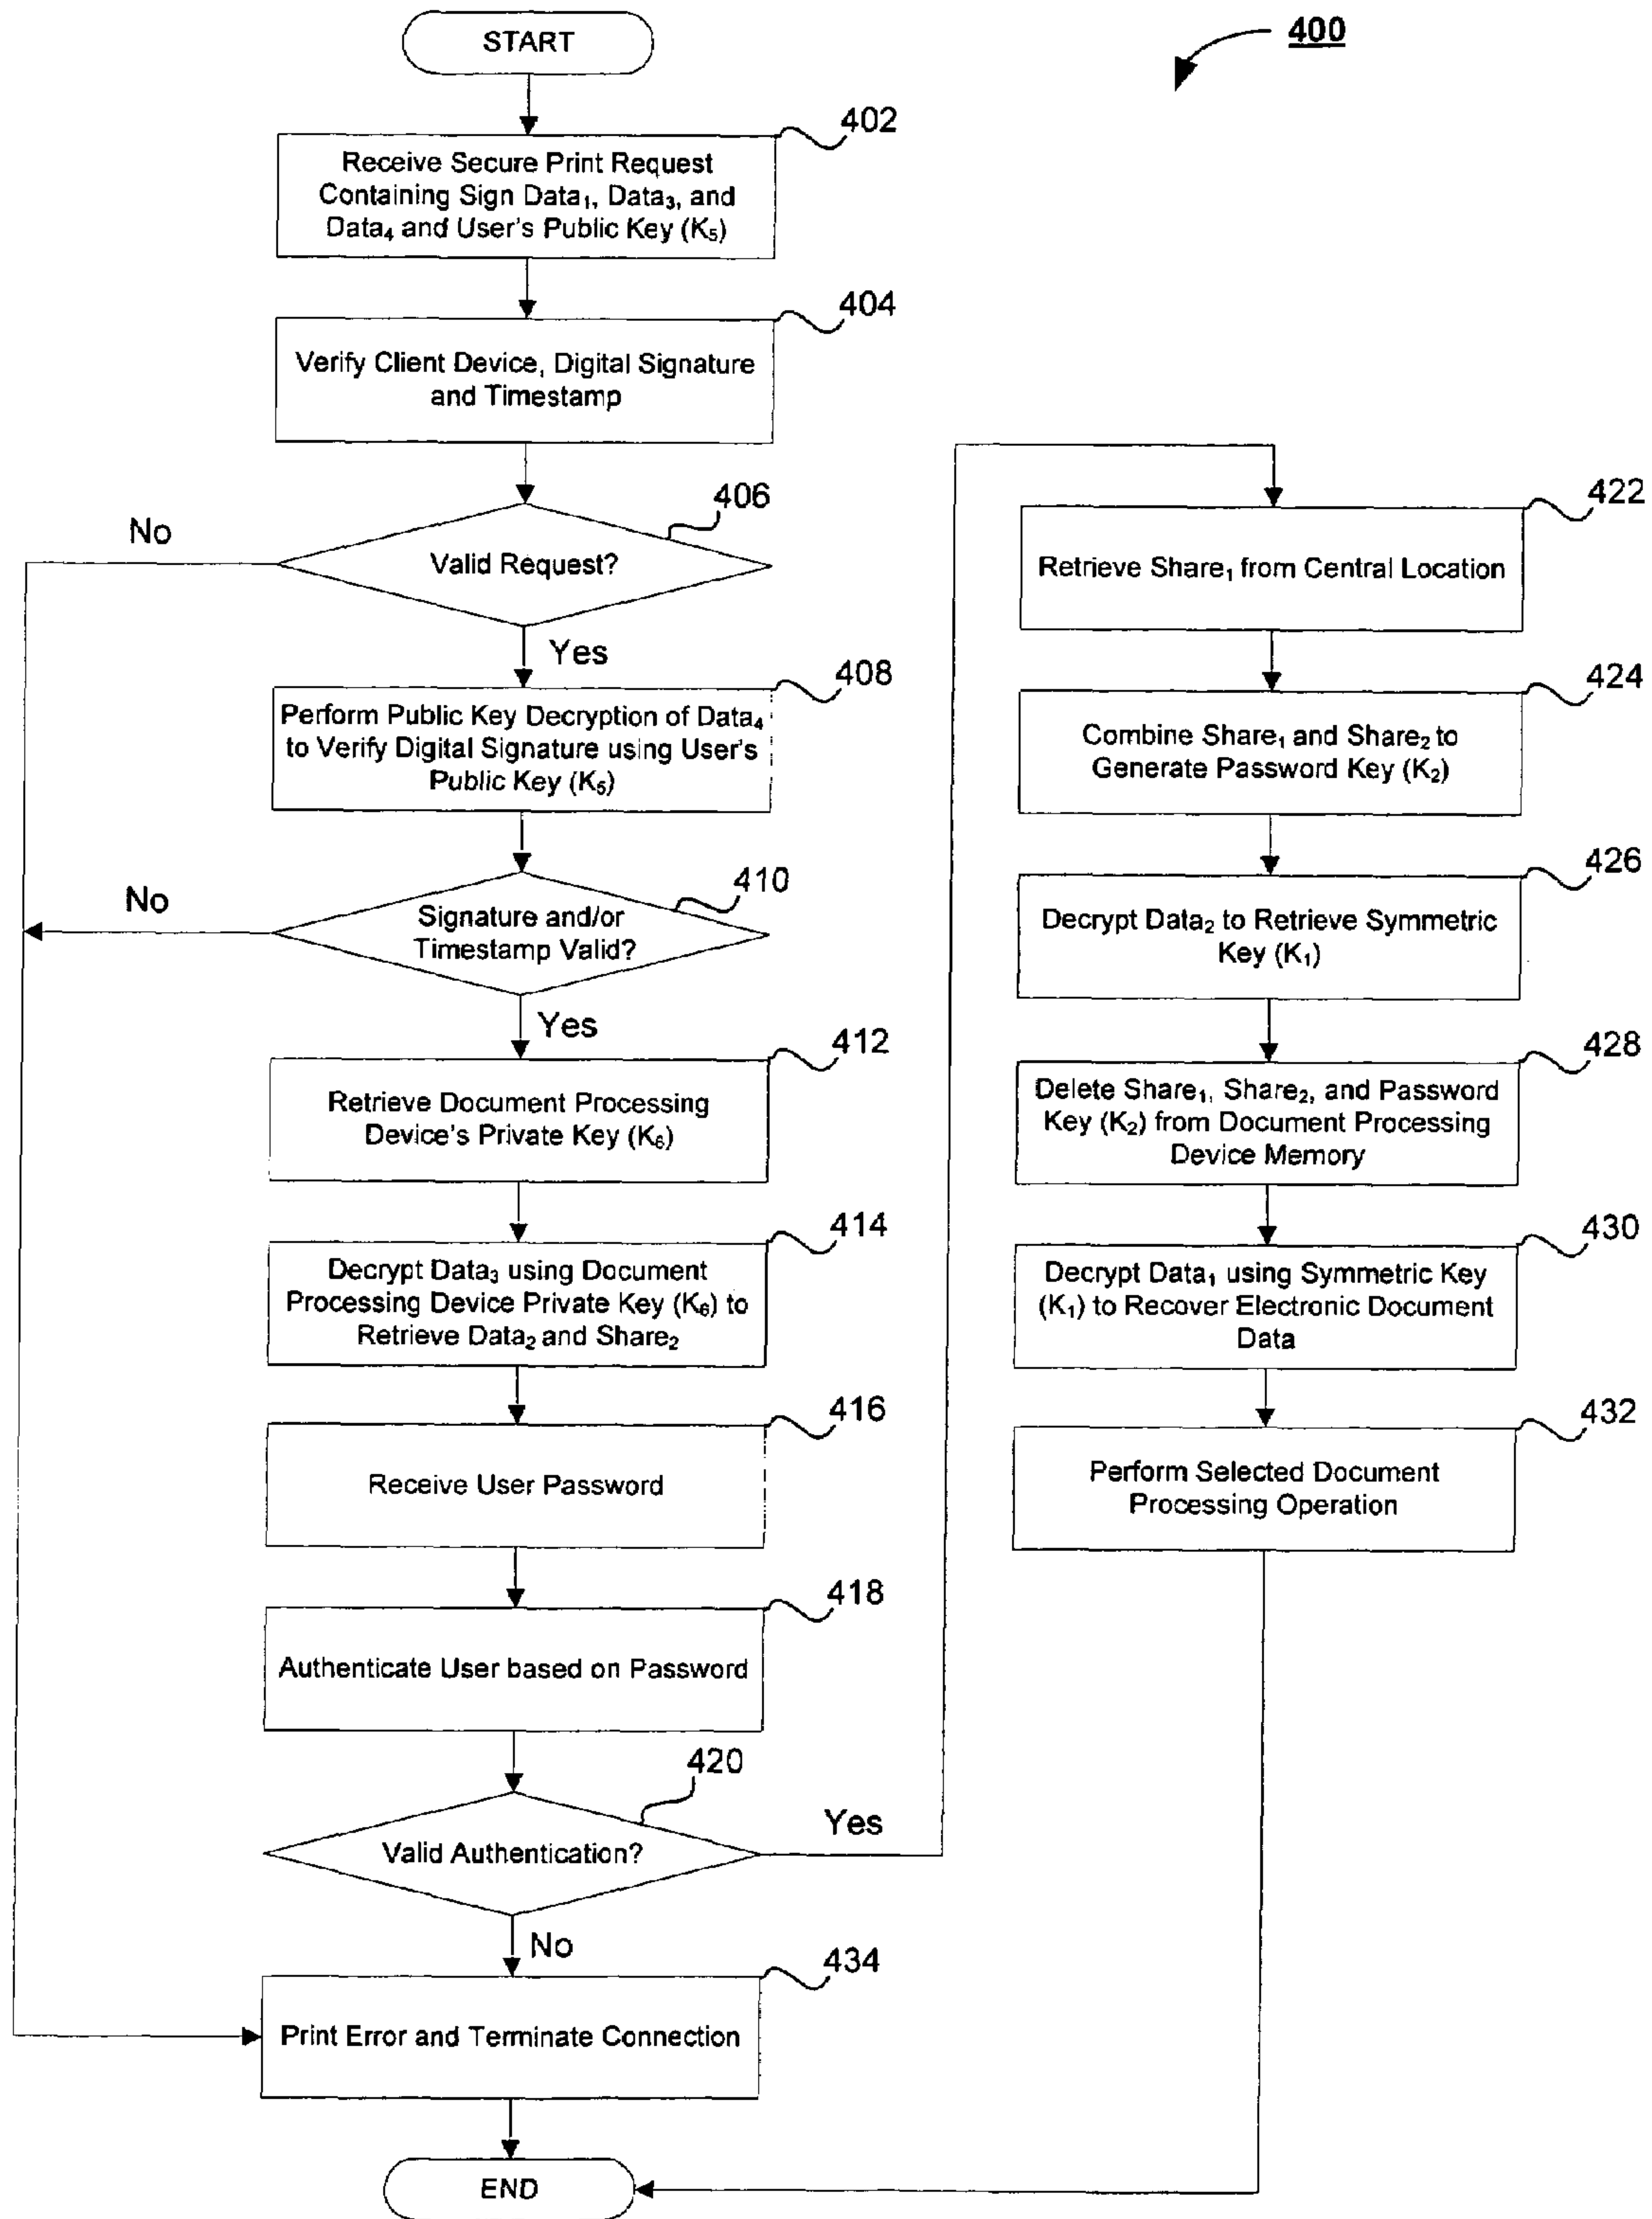 START
400
402
Receive Secure Print Request
Containing Sign Data₁, Data₃, and
Data₄ and User's Public Key (K₅)
404
Verify Client Device, Digital Signature
and Timestamp
406
No
Valid Request?
Yes
408
Perform Public Key Decryption of Data₄
to Verify Digital Signature using User's
Public Key (K₅)
410
No
Signature and/or
Timestamp Valid?
Yes
412
Retrieve Document Processing
Device's Private Key (K₆)
414
Decrypt Data₃ using Document
Processing Device Private Key (K₆) to
Retrieve Data₂ and Share₂
416
Receive User Password
418
Authenticate User based on Password
420
Valid Authentication?
Yes
No
434
Print Error and Terminate Connection
END
422
Retrieve Share₁ from Central Location
424
Combine Share₁ and Share₂ to
Generate Password Key (K₂)
426
Decrypt Data₂ to Retrieve Symmetric
Key (K₁)
428
Delete Share₁, Share₂, and Password
Key (K₂) from Document Processing
Device Memory
430
Decrypt Data₁ using Symmetric Key
(K₁) to Recover Electronic Document
Data
432
Perform Selected Document
Processing Operation